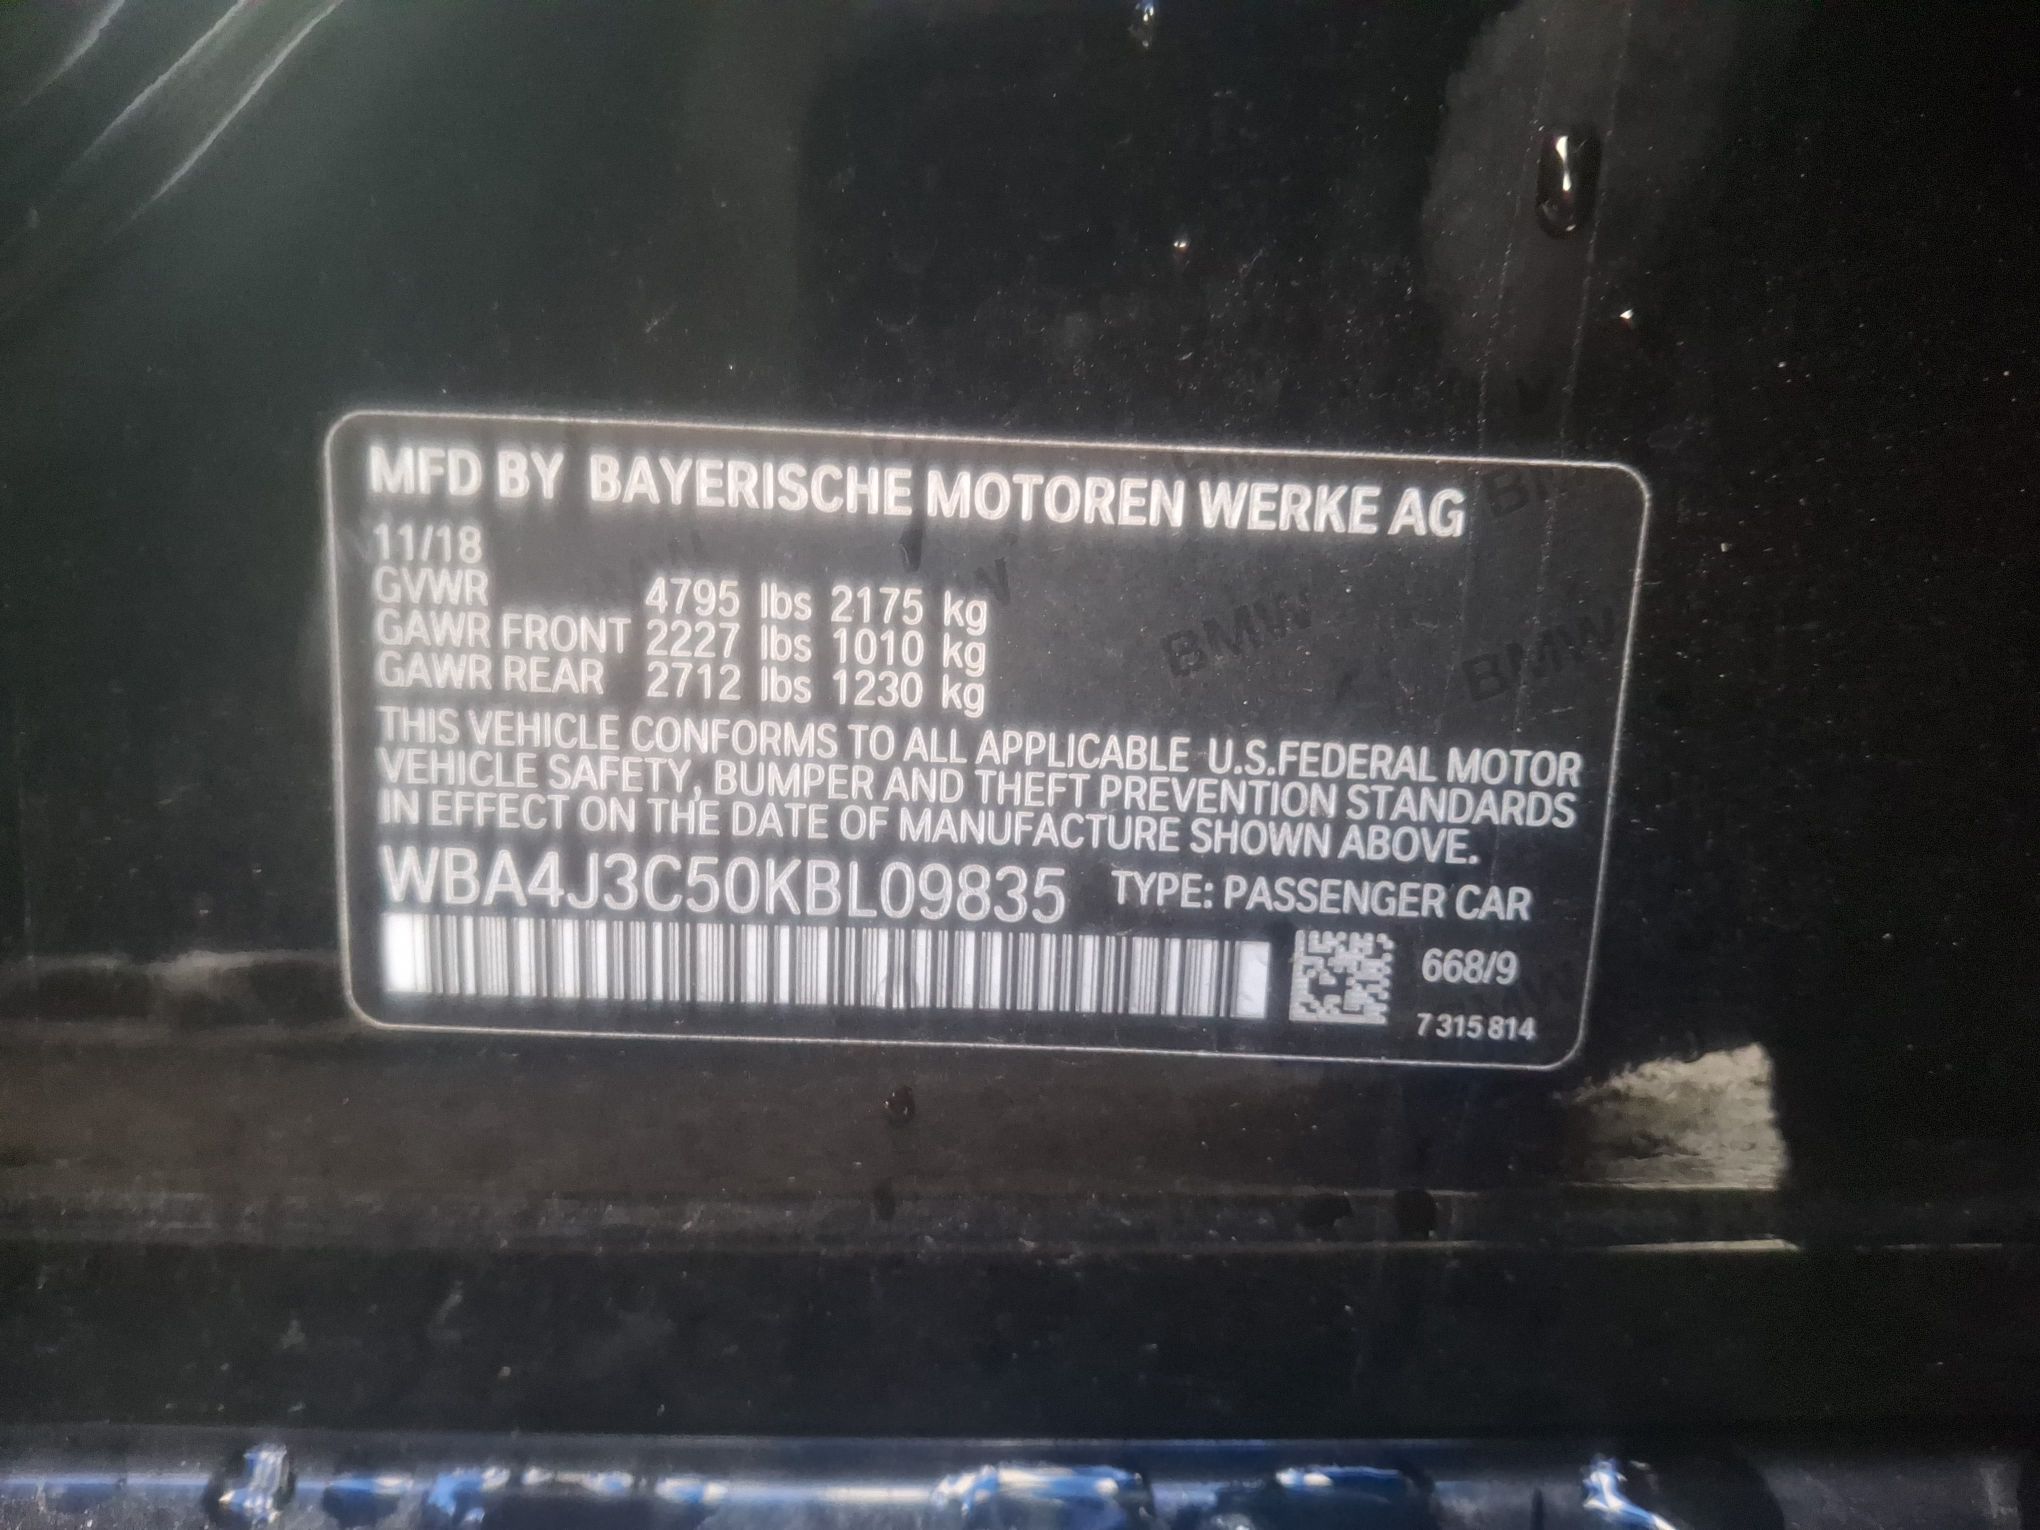 MFD BY BAYERISCHE MOTOREN WERKE AG
11/18
GVWR 4795 lbs 2175 kg
GAWR FRONT 2227 lbs 1010 kg
GAWR REAR 2712 lbs 1230 kg
THIS VEHICLE CONFORMS TO ALL APPLICABLE U.S.FEDERAL MOTOR
VEHICLE SAFETY, BUMPER AND THEFT PREVENTION STANDARDS
IN EFFECT ON THE DATE OF MANUFACTURE SHOWN ABOVE.
WBA4J3C50KBL09835 TYPE: PASSENGER CAR
668/9
7 315 814
BMW
BMW
BMW